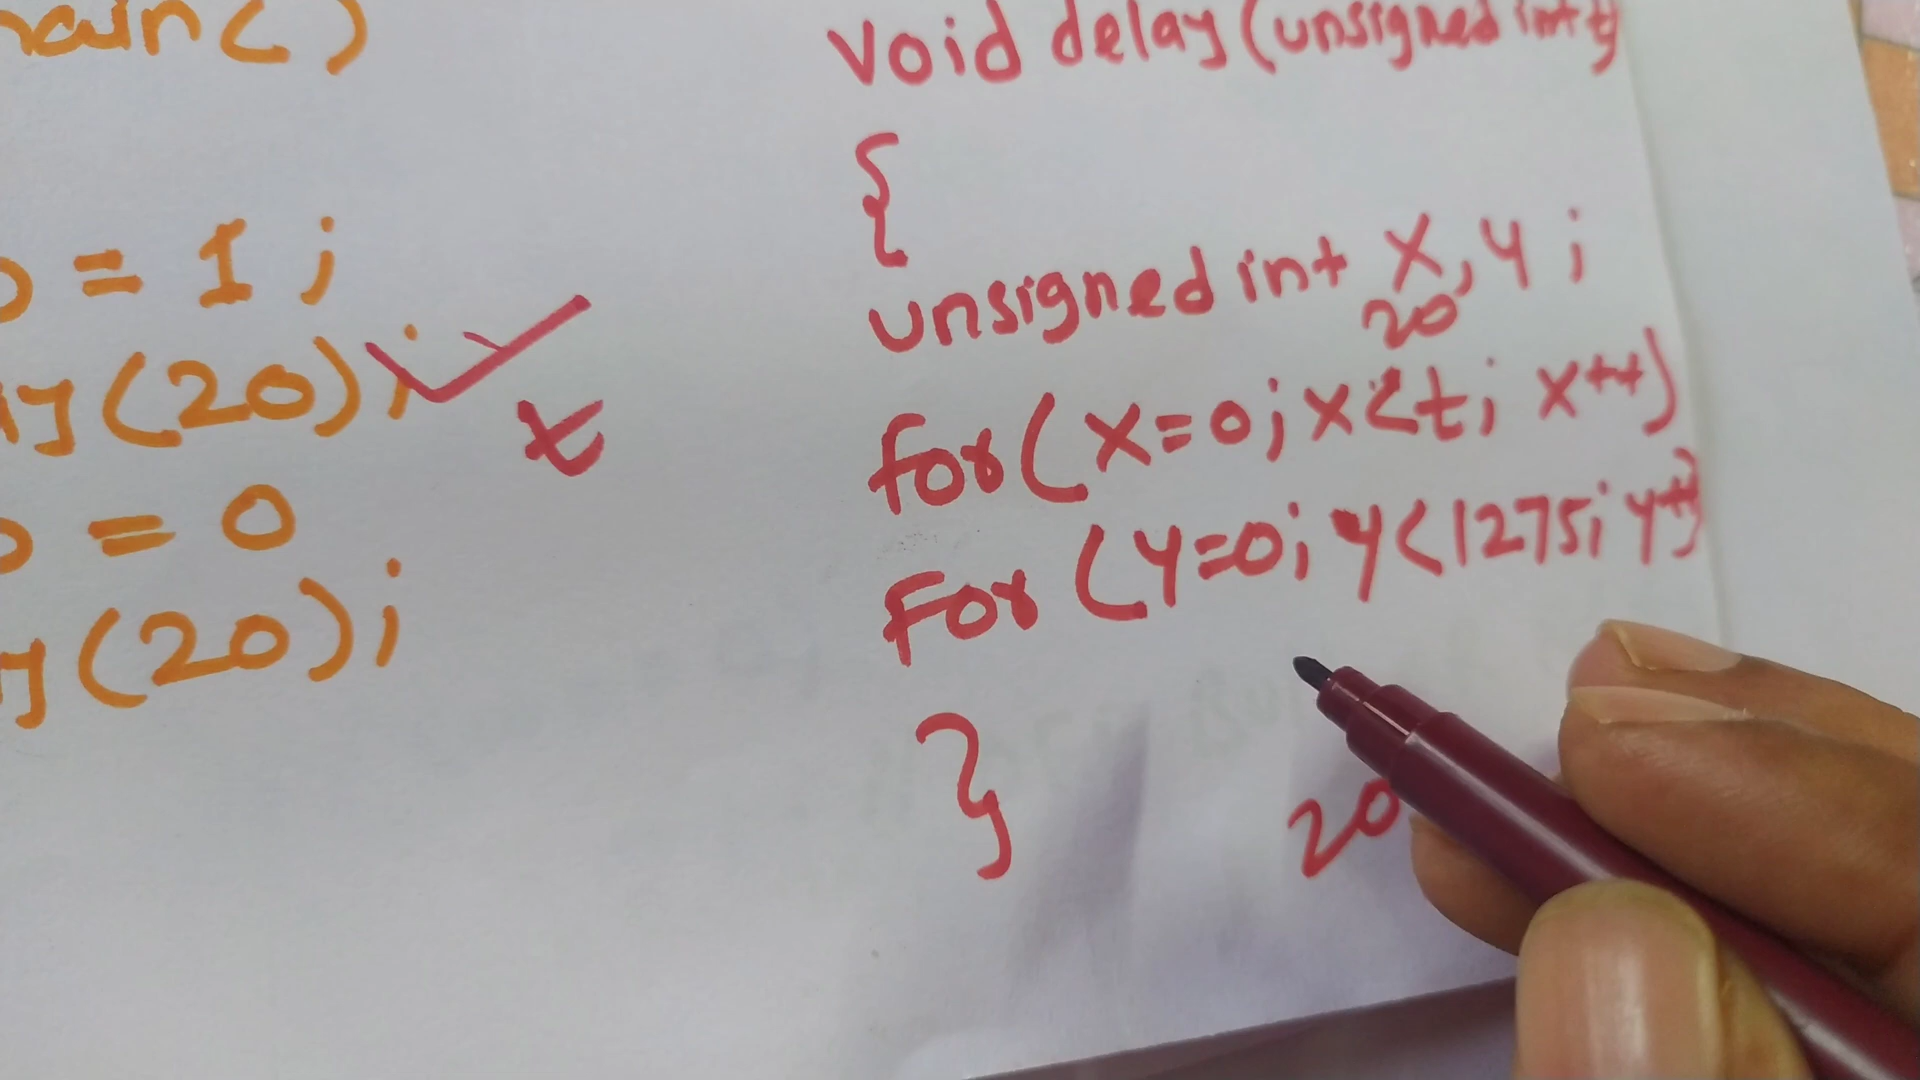 main()
= 1;
y(20);
t
= 0
y(20);
void delay (unsigned int t)
{
unsigned int x, y;
20
for (x=0; x<t; x++)
For (y=0; y<1275; y++)
}
20